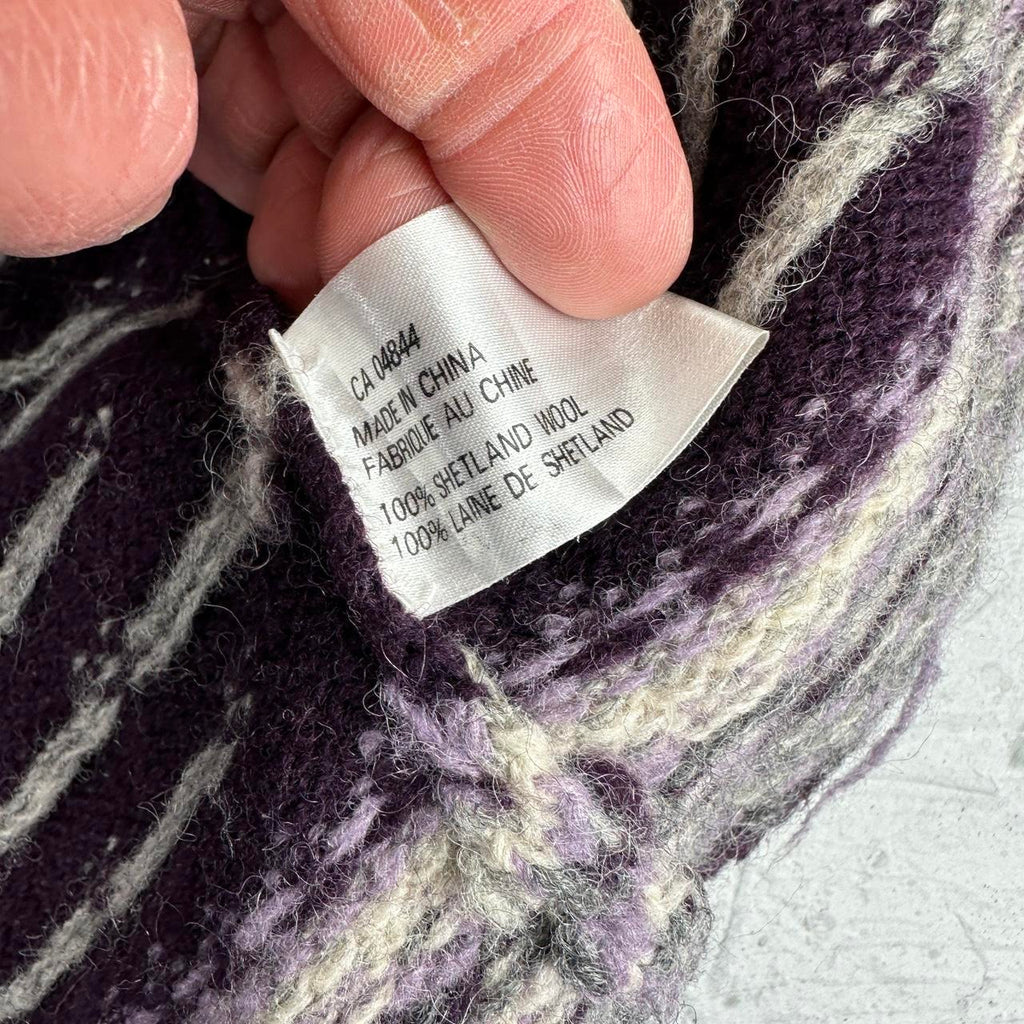 CA 04844
MADE IN CHINA
FABRIQUE AU CHINE
100% SHETLAND WOOL
100% LAINE DE SHETLAND